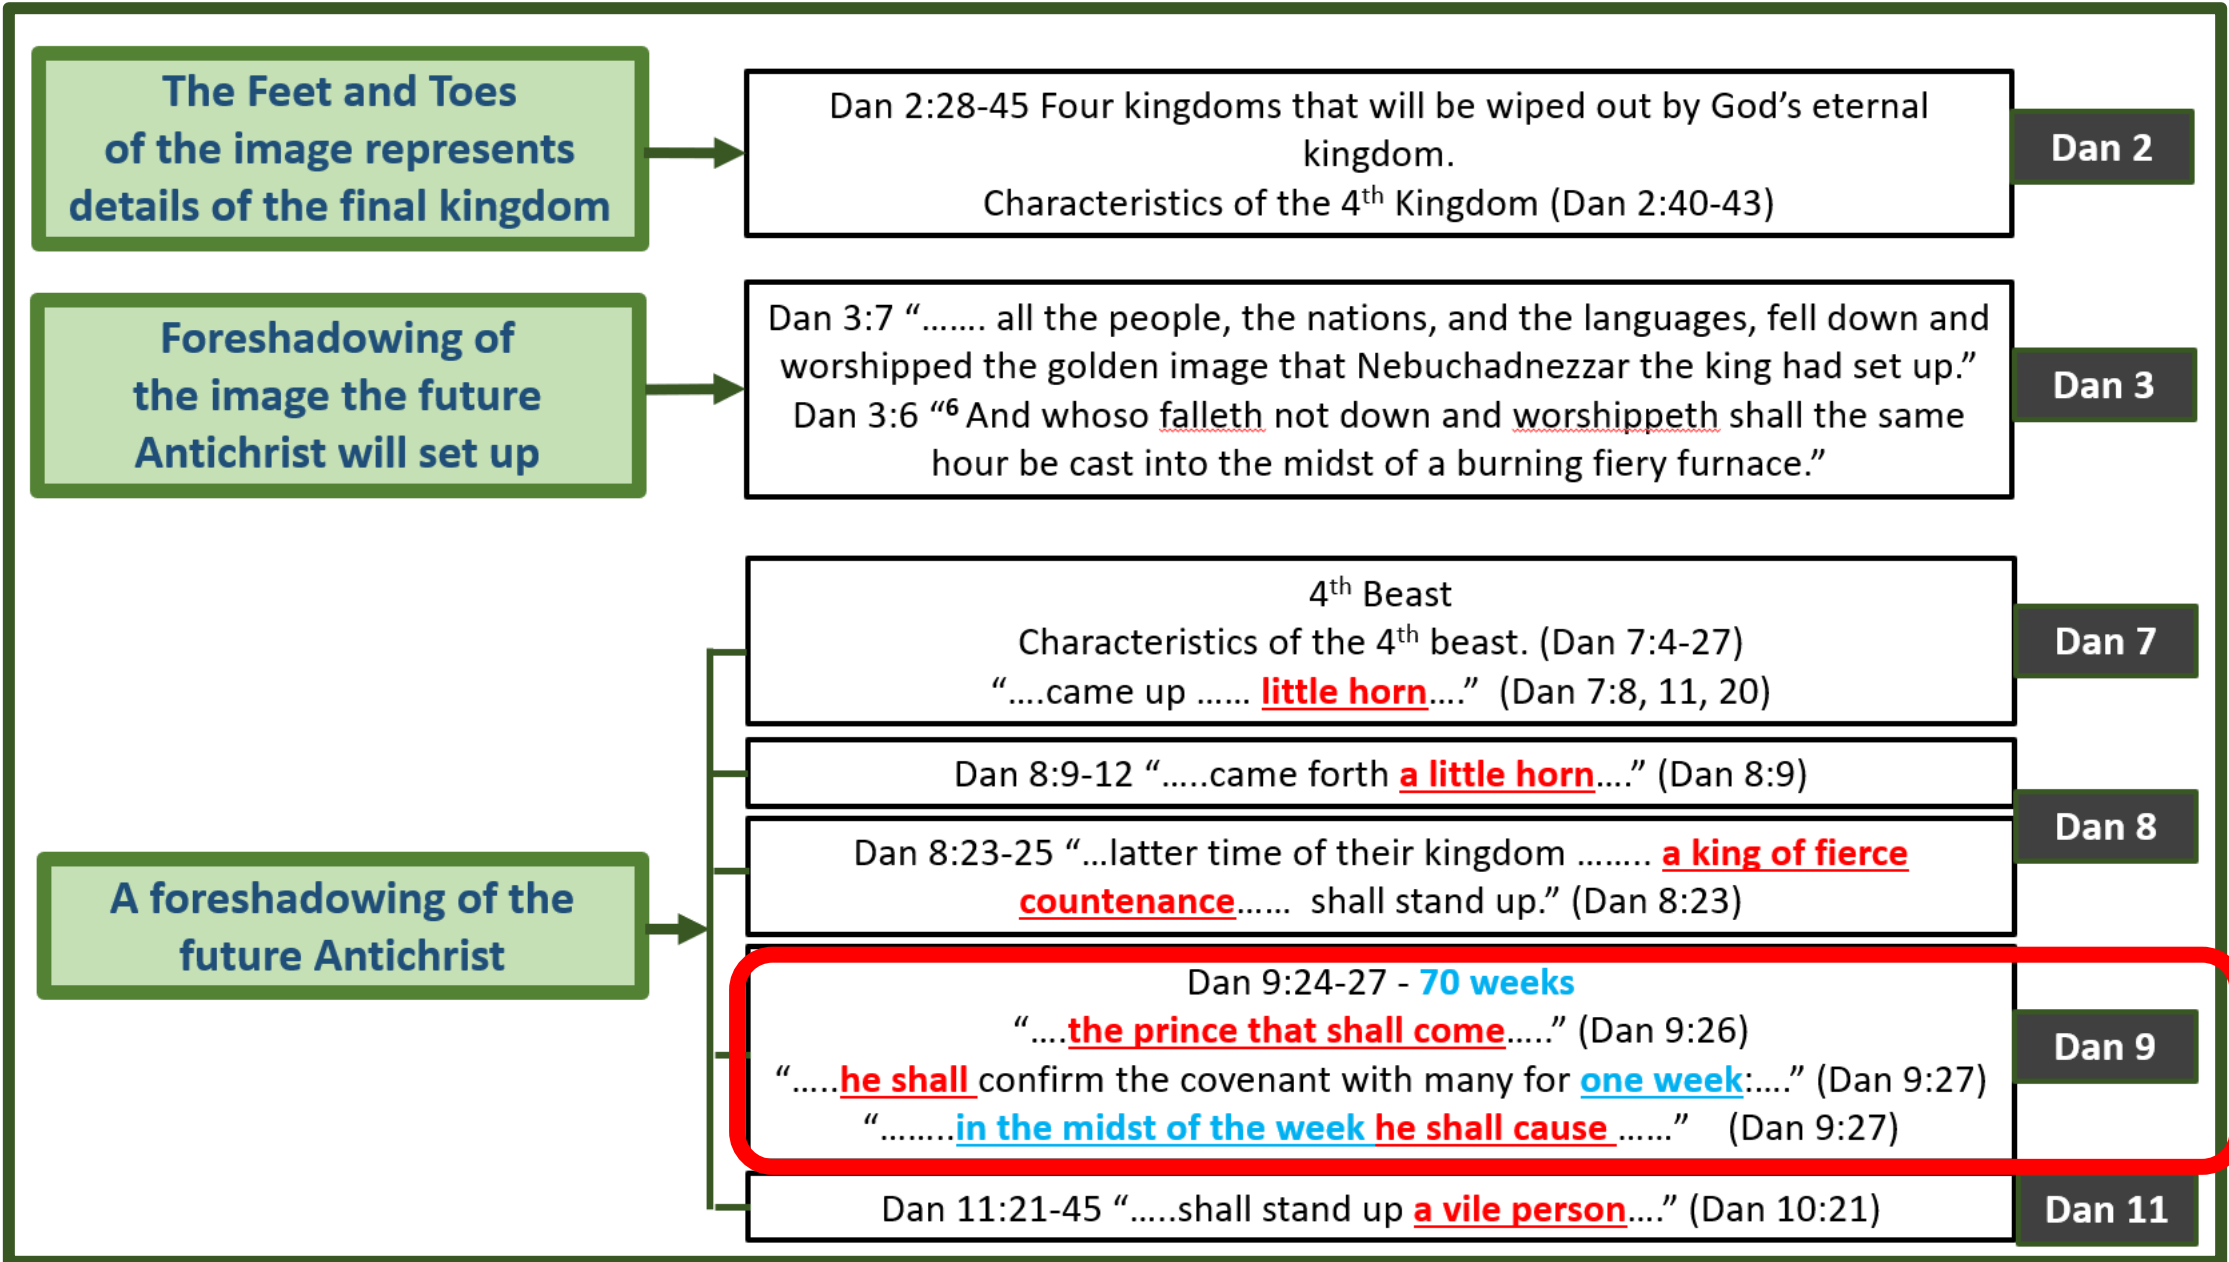 The Feet and Toes
of the image represents
details of the final kingdom
Dan 2:28-45 Four kingdoms that will be wiped out by God’s eternal
kingdom.
Characteristics of the 4th Kingdom (Dan 2:40-43)
Dan 2
Foreshadowing of
the image the future
Antichrist will set up
Dan 3:7 “....... all the people, the nations, and the languages, fell down and
worshipped the golden image that Nebuchadnezzar the king had set up.”
Dan 3:6 “6 And whoso falleth not down and worshippeth shall the same
hour be cast into the midst of a burning fiery furnace.”
Dan 3
A foreshadowing of the
future Antichrist
4th Beast
Characteristics of the 4th beast. (Dan 7:4-27)
“....came up ...... little horn....” (Dan 7:8, 11, 20)
Dan 7
Dan 8:9-12 “.....came forth a little horn....” (Dan 8:9)
Dan 8:23-25 “...latter time of their kingdom ........ a king of fierce
countenance...... shall stand up.” (Dan 8:23)
Dan 8
Dan 9:24-27 - 70 weeks
“....the prince that shall come.....” (Dan 9:26)
“.....he shall confirm the covenant with many for one week:....” (Dan 9:27)
“........in the midst of the week he shall cause ......” (Dan 9:27)
Dan 9
Dan 11:21-45 “.....shall stand up a vile person....” (Dan 10:21)
Dan 11